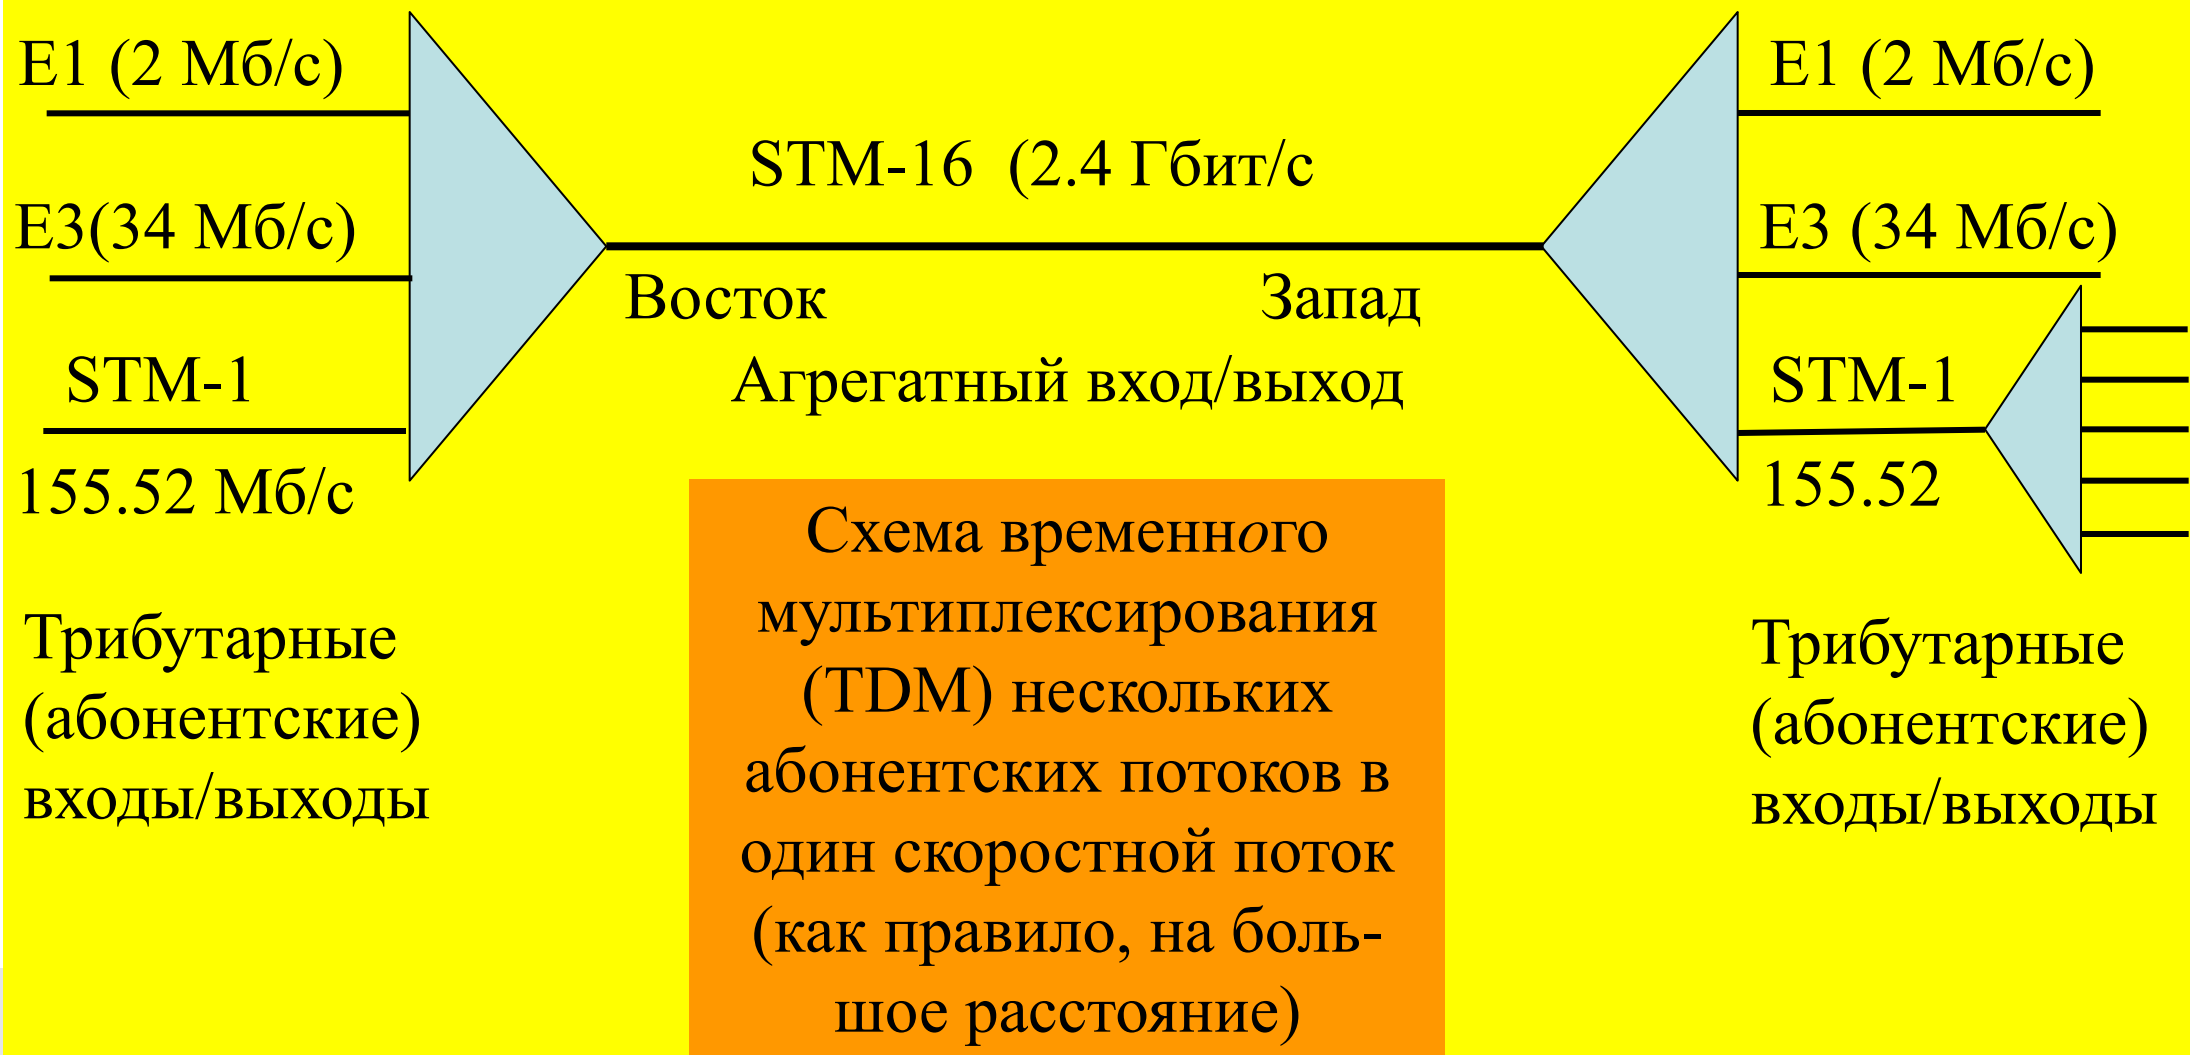 E1 (2 Мб/с)
E3(34 Мб/с)
STM-1
155.52 Мб/с
Трибутарные
(абонентские)
входы/выходы
STM-16 (2.4 Гбит/с
Восток
Запад
Агрегатный вход/выход
Схема временного
мультиплексирования
(TDM) нескольких
абонентских потоков в
один скоростной поток
(как правило, на боль-
шое расстояние)
E1 (2 Мб/с)
E3 (34 Мб/с)
STM-1
155.52
Трибутарные
(абонентские)
входы/выходы